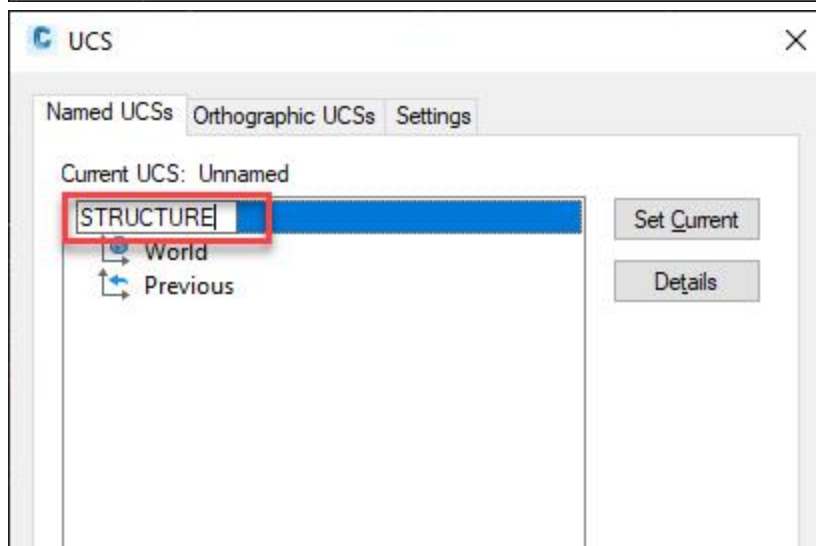 UCS
Named UCSs Orthographic UCSs Settings
Current UCS: Unnamed
STRUCTURE
World
Previous
Set Current
Details